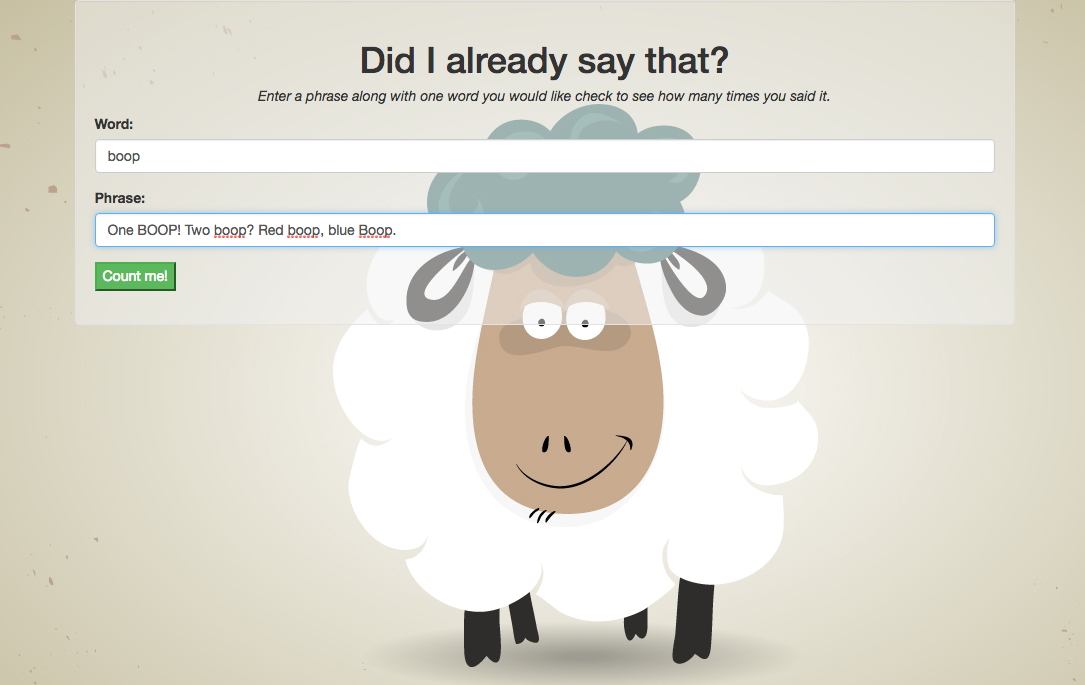 Did I already say that?
Enter a phrase along with one word you would like check to see how many times you said it.
Word:
boop
Phrase:
One BOOP! Two boop? Red boop, blue Boop.
Count me!